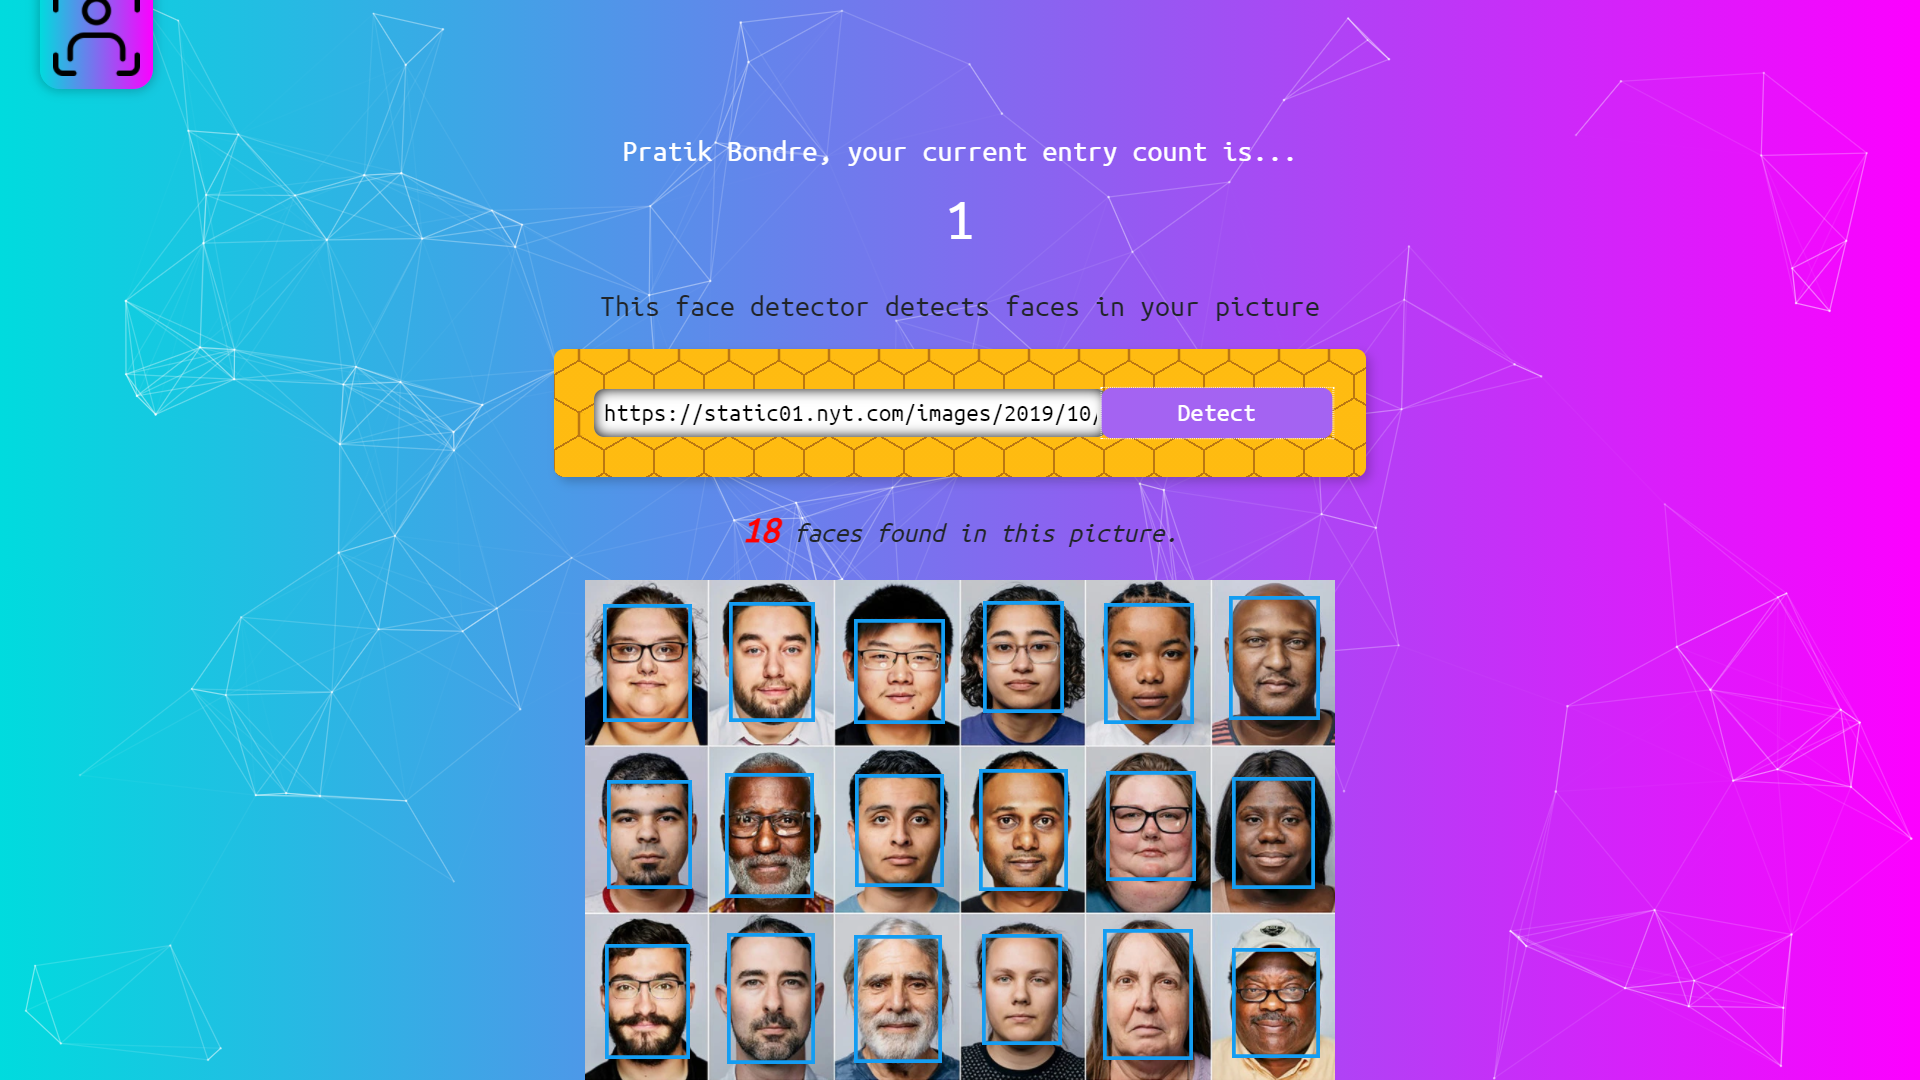 Pratik Bondre, your current entry count is...
1
This face detector detects faces in your picture
https://static01.nyt.com/images/2019/10/
Detect
18 faces found in this picture.